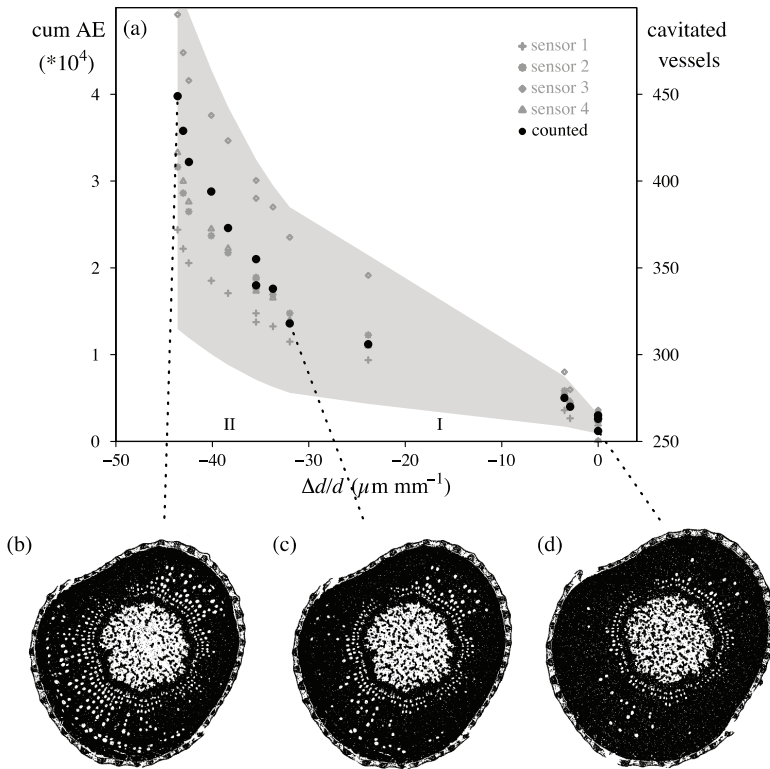 cum AE
(*10⁴)
(a)
cavitated
vessels
sensor 1
sensor 2
sensor 3
sensor 4
counted
4
3
2
1
0
450
400
350
300
250
II
I
−50
−40
−30
−20
−10
0
Δd/d (μm mm⁻¹)
(b)
(c)
(d)